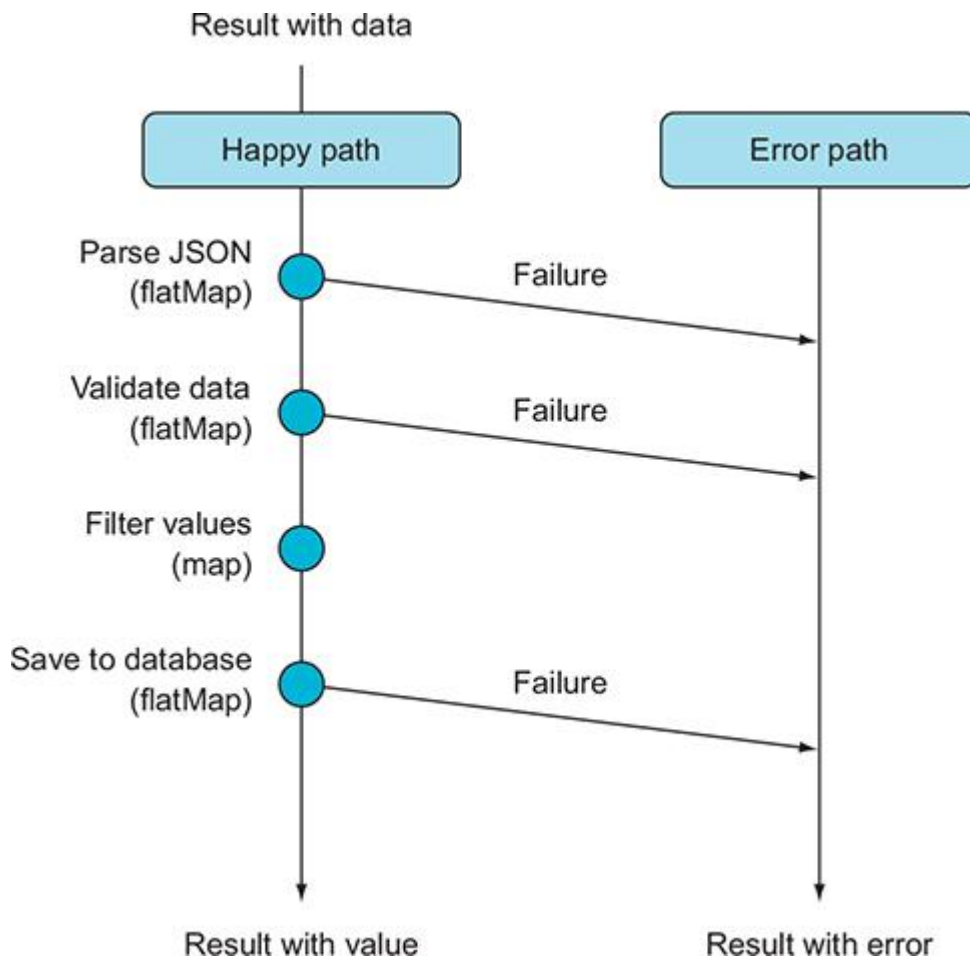 Result with data
Happy path
Error path
Parse JSON
(flatMap)
Failure
Validate data
(flatMap)
Failure
Filter values
(map)
Save to database
(flatMap)
Failure
Result with value
Result with error